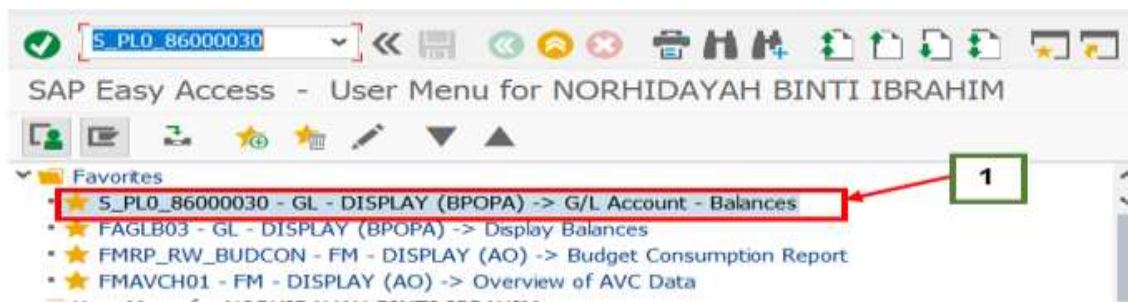 S_PL0_86000030
SAP Easy Access - User Menu for NORHIDAYAH BINTI IBRAHIM
1
Favorites
S_PL0_86000030 - GL - DISPLAY (BPOPA) -> G/L Account - Balances
FAGLB03 - GL - DISPLAY (BPOPA) -> Display Balances
FMRP_RW_BUDCON - FM - DISPLAY (AO) -> Budget Consumption Report
FMAVCH01 - FM - DISPLAY (AO) -> Overview of AVC Data